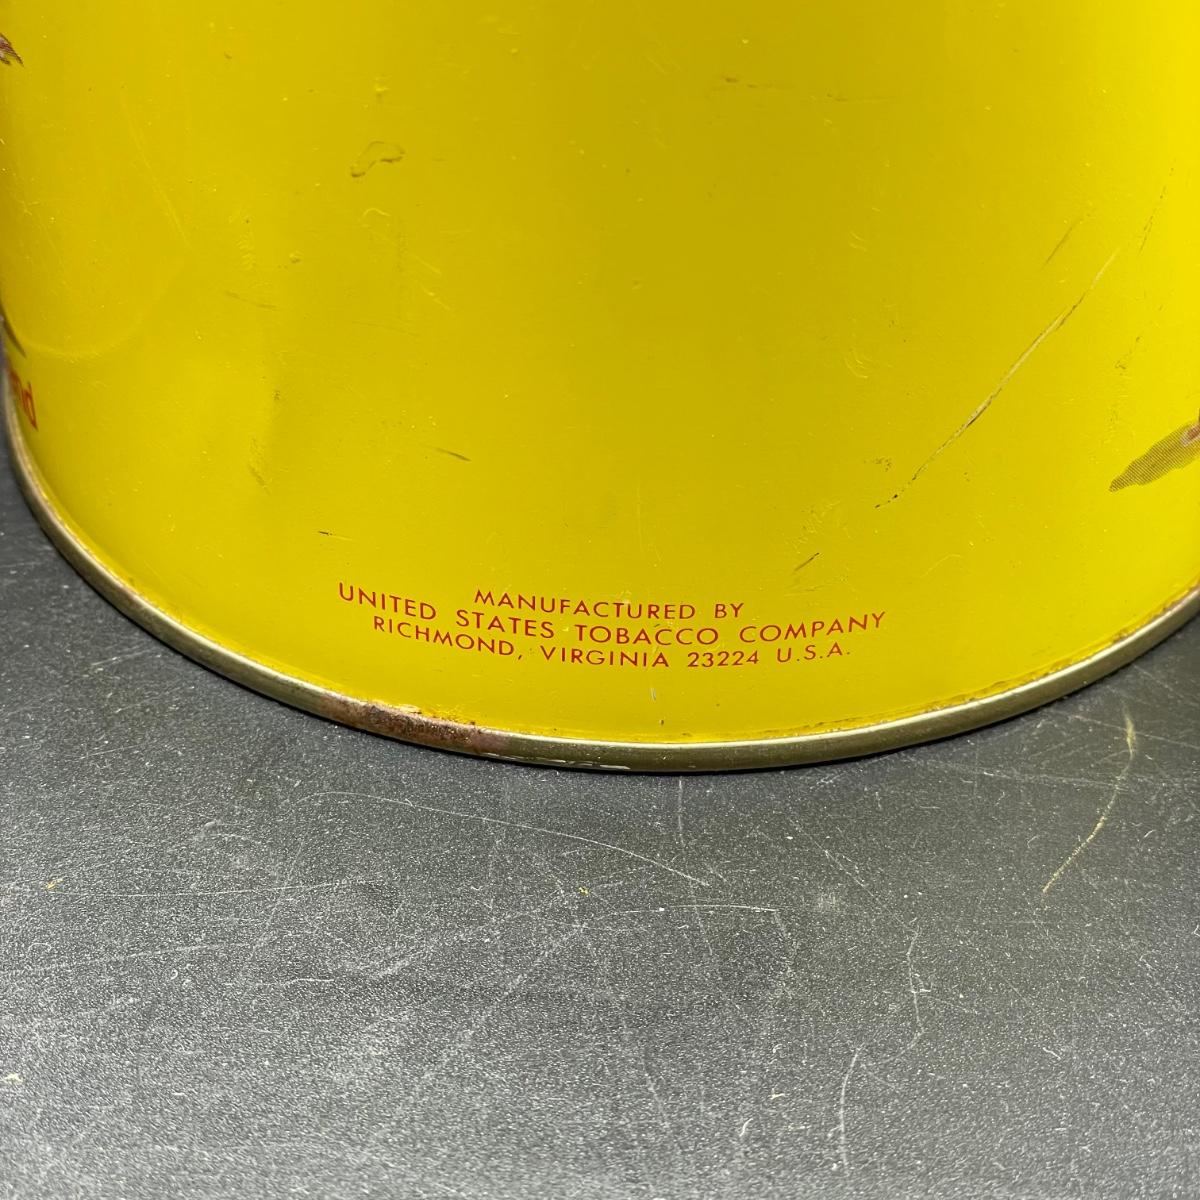 MANUFACTURED BY
UNITED STATES TOBACCO COMPANY
RICHMOND, VIRGINIA 23224 U.S.A.